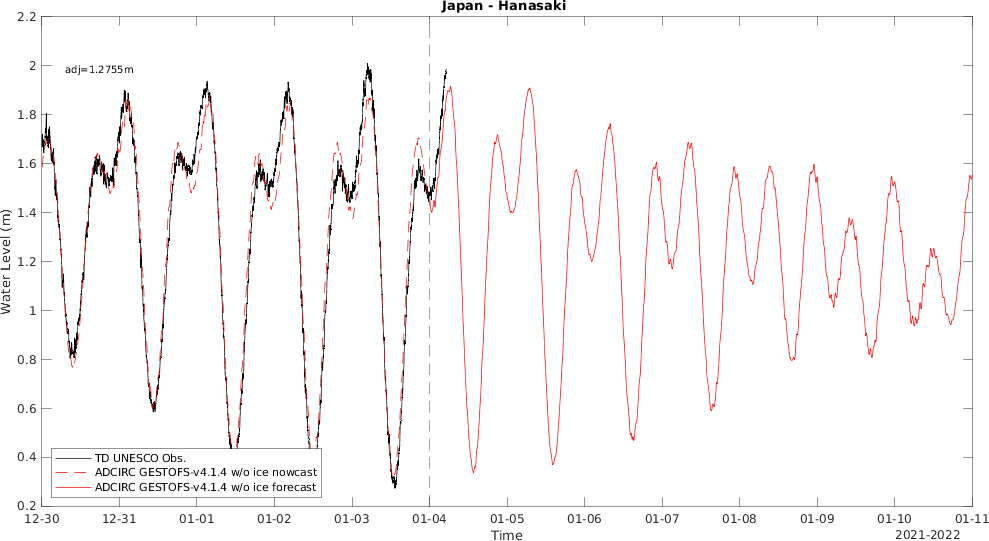 Japan - Hanasaki
adj=1.2755m
Water Level (m)
2.2
2
1.8
1.6
1.4
1.2
1
0.8
0.6
0.4
0.2
TD UNESCO Obs.
ADCIRC GESTOFS-v4.1.4 w/o ice nowcast
ADCIRC GESTOFS-v4.1.4 w/o ice forecast
12-30 12-31 01-01 01-02 01-03 01-04 01-05 01-06 01-07 01-08 01-09 01-10 01-11
Time
2021-2022